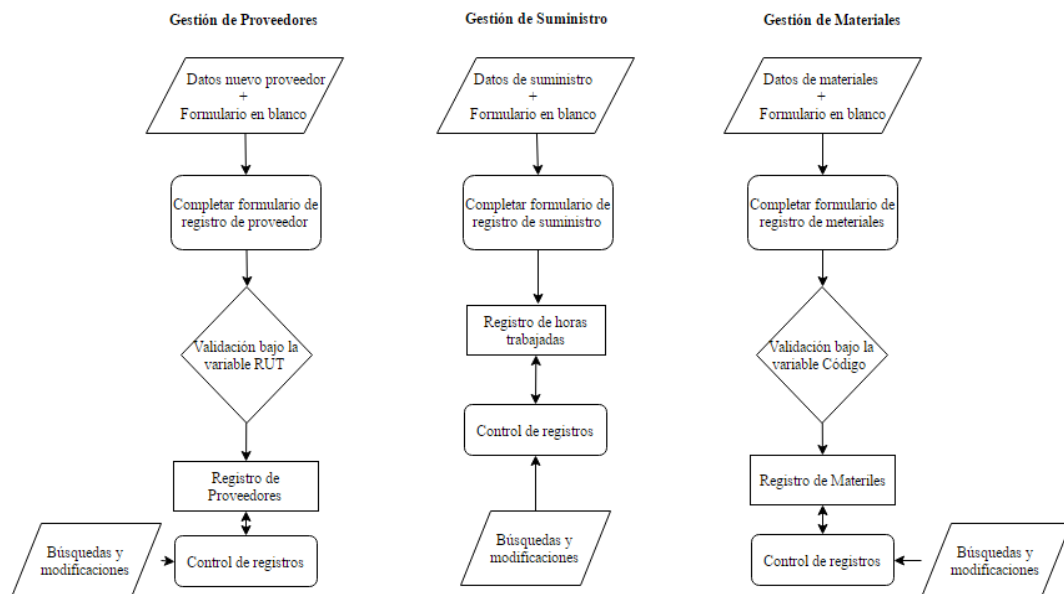 Gestión de Proveedores
Datos nuevo proveedor
+
Formulario en blanco
Completar formulario de
registro de proveedor
Validación bajo la
variable RUT
Registro de
Proveedores
Control de registros
Búsquedas y
modificaciones
Gestión de Suministro
Datos de suministro
+
Formulario en blanco
Completar formulario de
registro de suministro
Registro de horas
trabajadas
Control de registros
Búsquedas y
modificaciones
Gestión de Materiales
Datos de materiales
+
Formulario en blanco
Completar formulario de
registro de meteriales
Validación bajo la
variable Código
Registro de Materiles
Control de registros
Búsquedas y
modificaciones